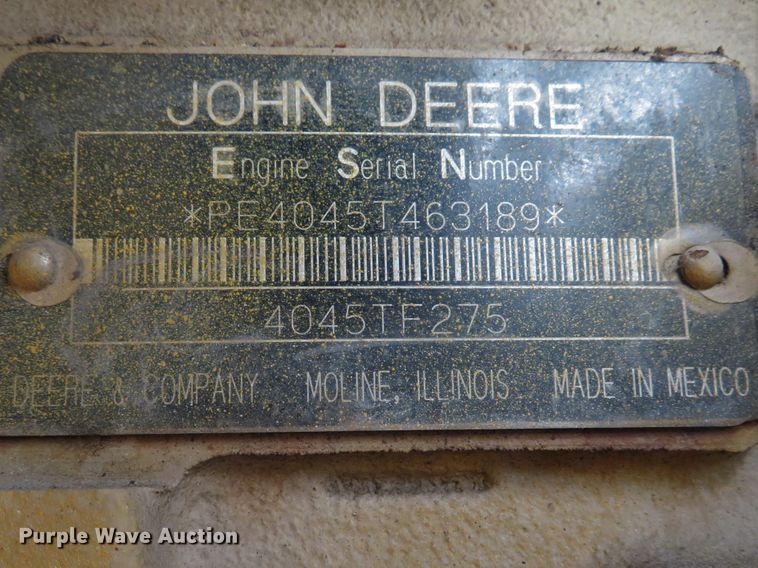 JOHN DEERE
Engine Serial Number
*PE4045T463189*
4045TF275
DEERE & COMPANY MOLINE, ILLINOIS MADE IN MEXICO
Purple Wave Auction®